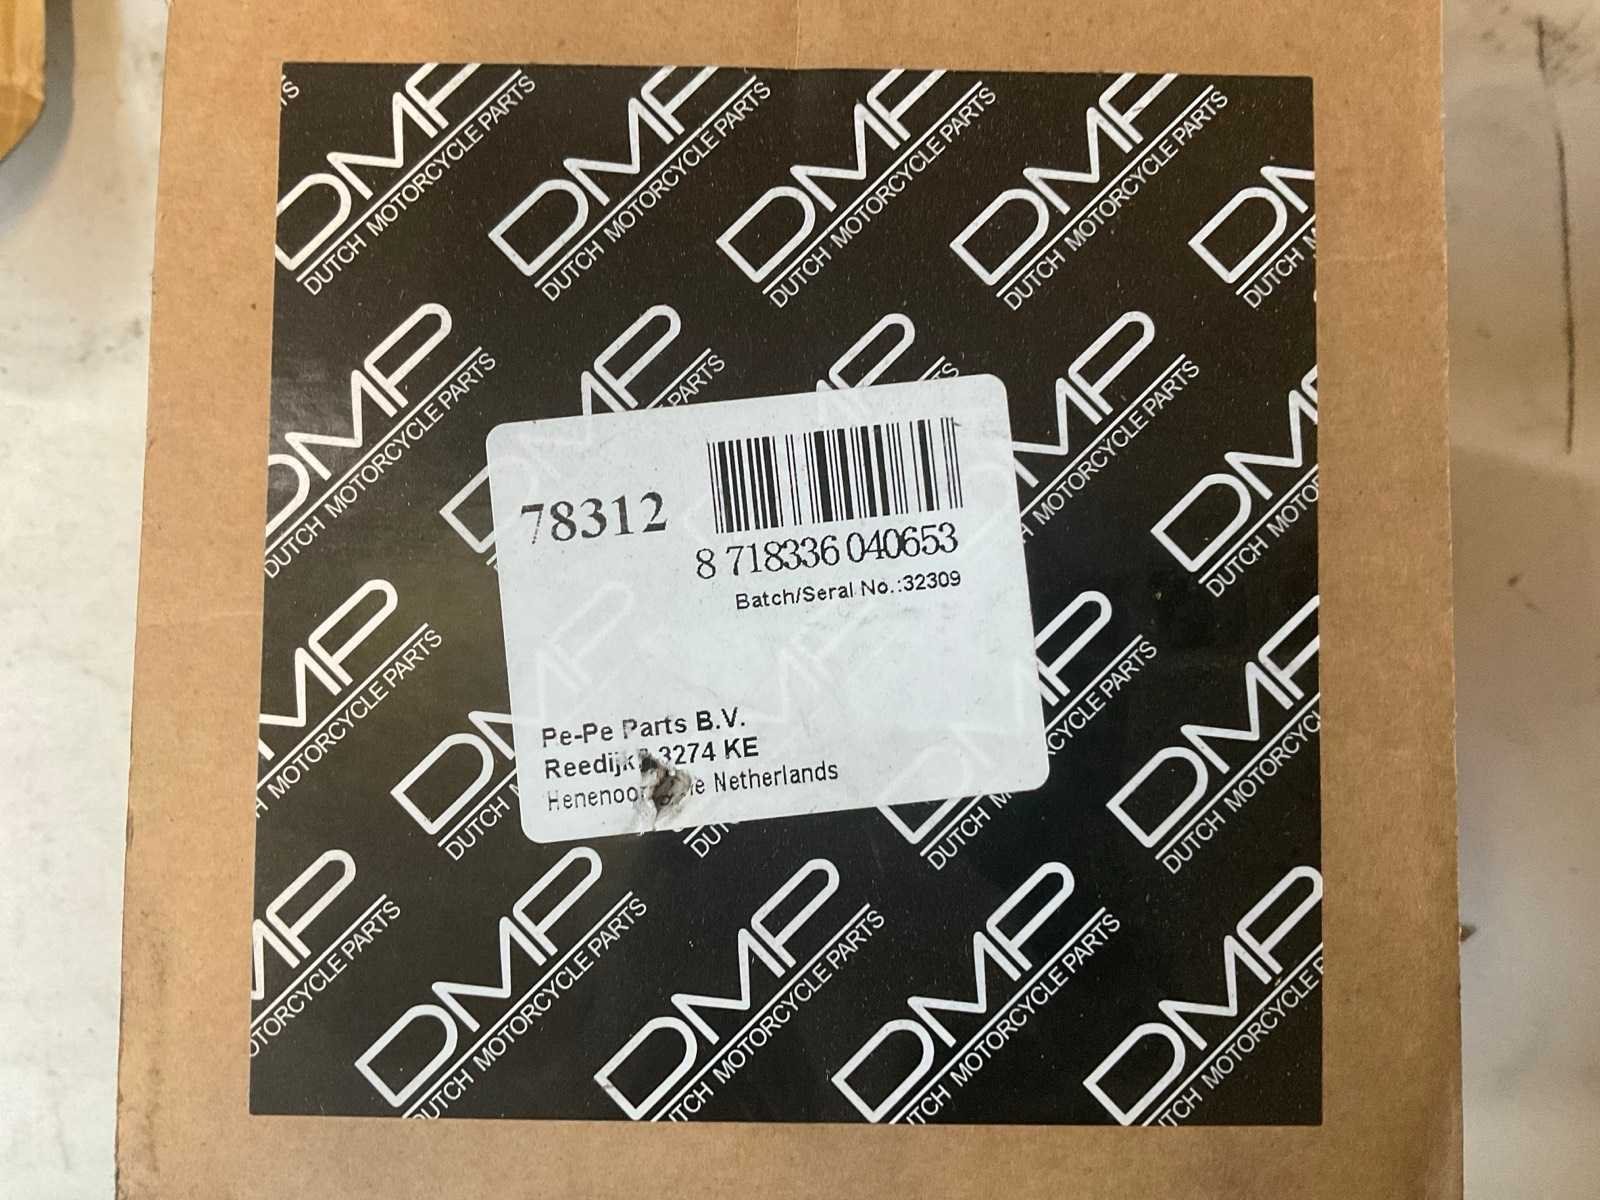 DMP
DUTCH MOTORCYCLE PARTS
78312
8 718336 040653
Batch/Seral No.:32309
Pe-Pe Parts B.V.
3274 KE
Netherlands